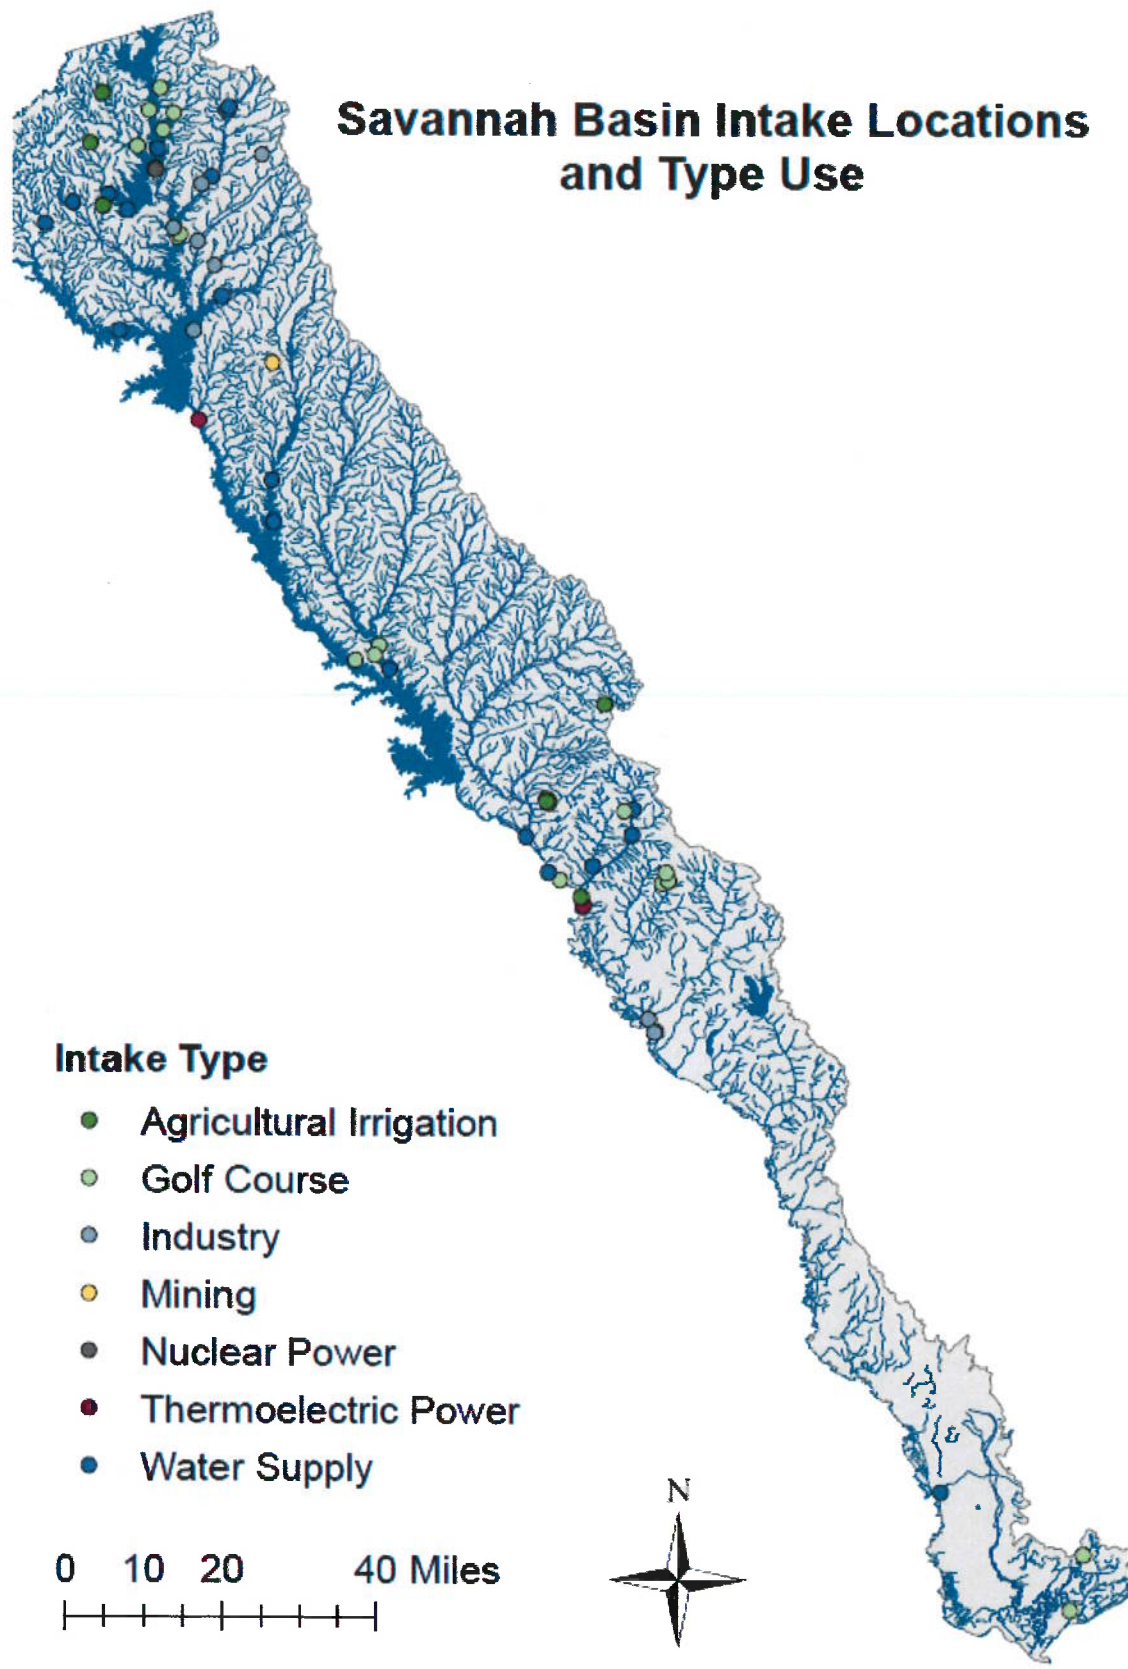 Savannah Basin Intake Locations
and Type Use
Intake Type
Agricultural Irrigation
Golf Course
Industry
Mining
Nuclear Power
Thermoelectric Power
Water Supply
N
0 10 20 40 Miles